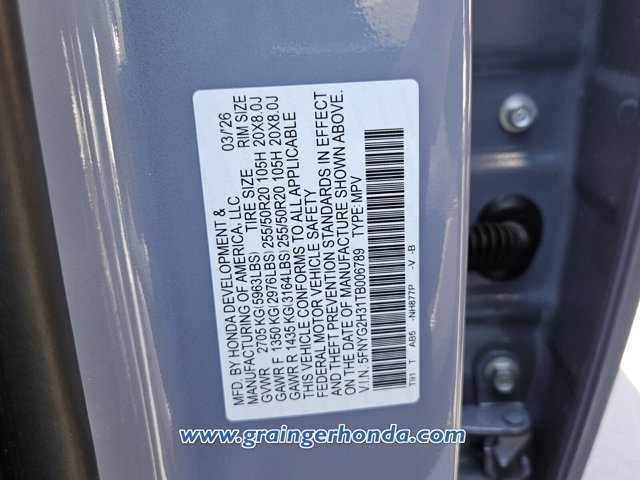 MFD. BY HONDA DEVELOPMENT & 03/26
MANUFACTURING OF AMERICA, LLC
TIRE SIZE RIM SIZE
GVWR 2705 KG(5963LBS)
GAWR F 1350 KG(2976LBS)255/50R20 105H 20X8.0J
GAWR R 1435 KG(3164LBS)255/50R20 105H 20X8.0J
THIS VEHICLE CONFORMS TO ALL APPLICABLE
FEDERAL MOTOR VEHICLE SAFETY
AND THEFT PREVENTION STANDARDS IN EFFECT
ON THE DATE OF MANUFACTURE SHOWN ABOVE.
V.I.N.:5FNYG2H31TB006789 TYPE:MPV
T91 T AB5 -NH877P -V -B
www.graingerhonda.com